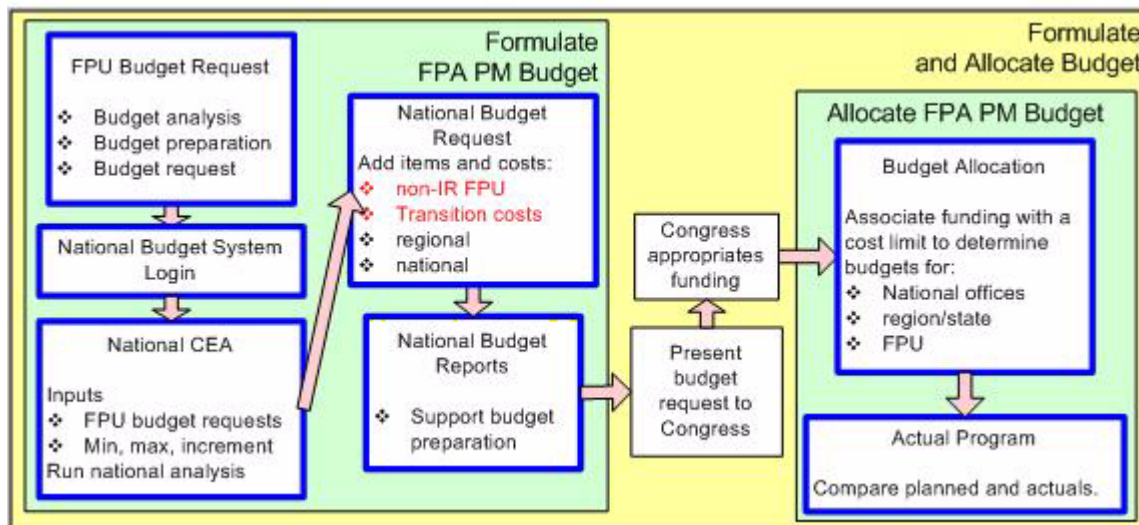 Formulate
and Allocate Budget
Formulate
FPA PM Budget
FPU Budget Request
❖ Budget analysis
❖ Budget preparation
❖ Budget request
National Budget System
Login
National CEA
Inputs
❖ FPU budget requests
❖ Min, max, increment
Run national analysis
National Budget
Request
Add items and costs:
❖ non-IR FPU
❖ Transition costs
❖ regional
❖ national
National Budget
Reports
❖ Support budget
preparation
Present
budget
request to
Congress
Congress
appropriates
funding
Allocate FPA PM Budget
Budget Allocation
Associate funding with a
cost limit to determine
budgets for:
❖ National offices
❖ region/state
❖ FPU
Actual Program
Compare planned and actuals.